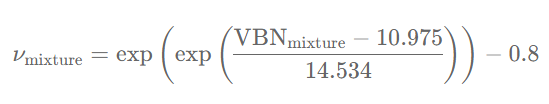 ν_mixture = exp ( exp ( (VBN_mixture − 10.975) / 14.534 ) ) − 0.8